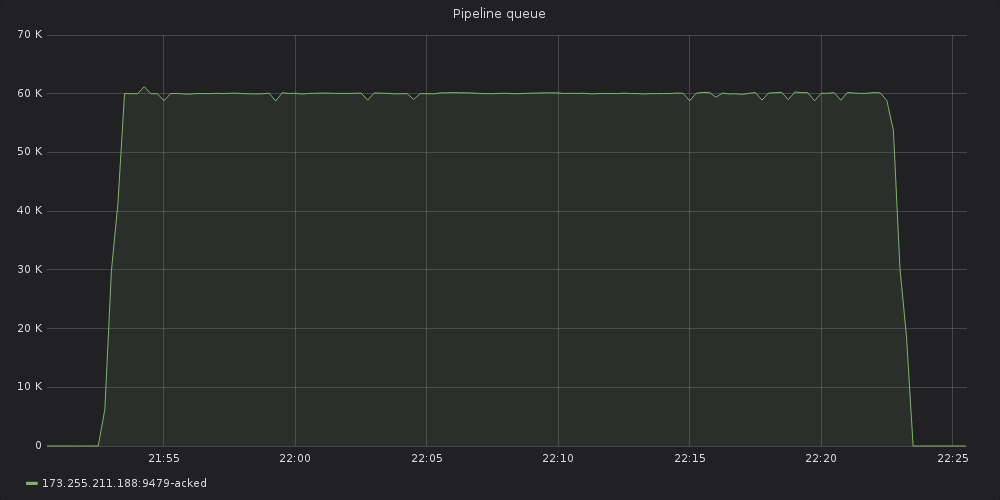 Pipeline queue
70 K
60 K
50 K
40 K
30 K
20 K
10 K
0
21:55 22:00 22:05 22:10 22:15 22:20 22:25
173.255.211.188:9479-acked